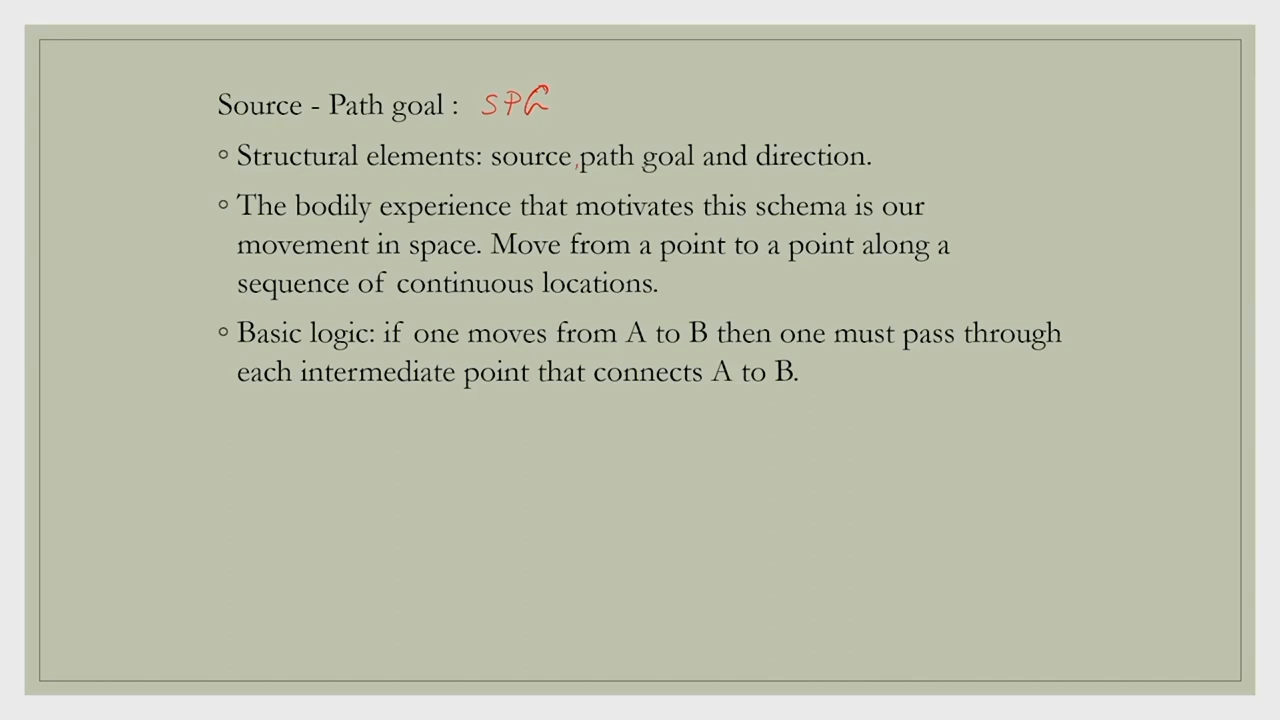 Source - Path goal : SPG
◦ Structural elements: source, path goal and direction.
◦ The bodily experience that motivates this schema is our
movement in space. Move from a point to a point along a
sequence of continuous locations.
◦ Basic logic: if one moves from A to B then one must pass through
each intermediate point that connects A to B.